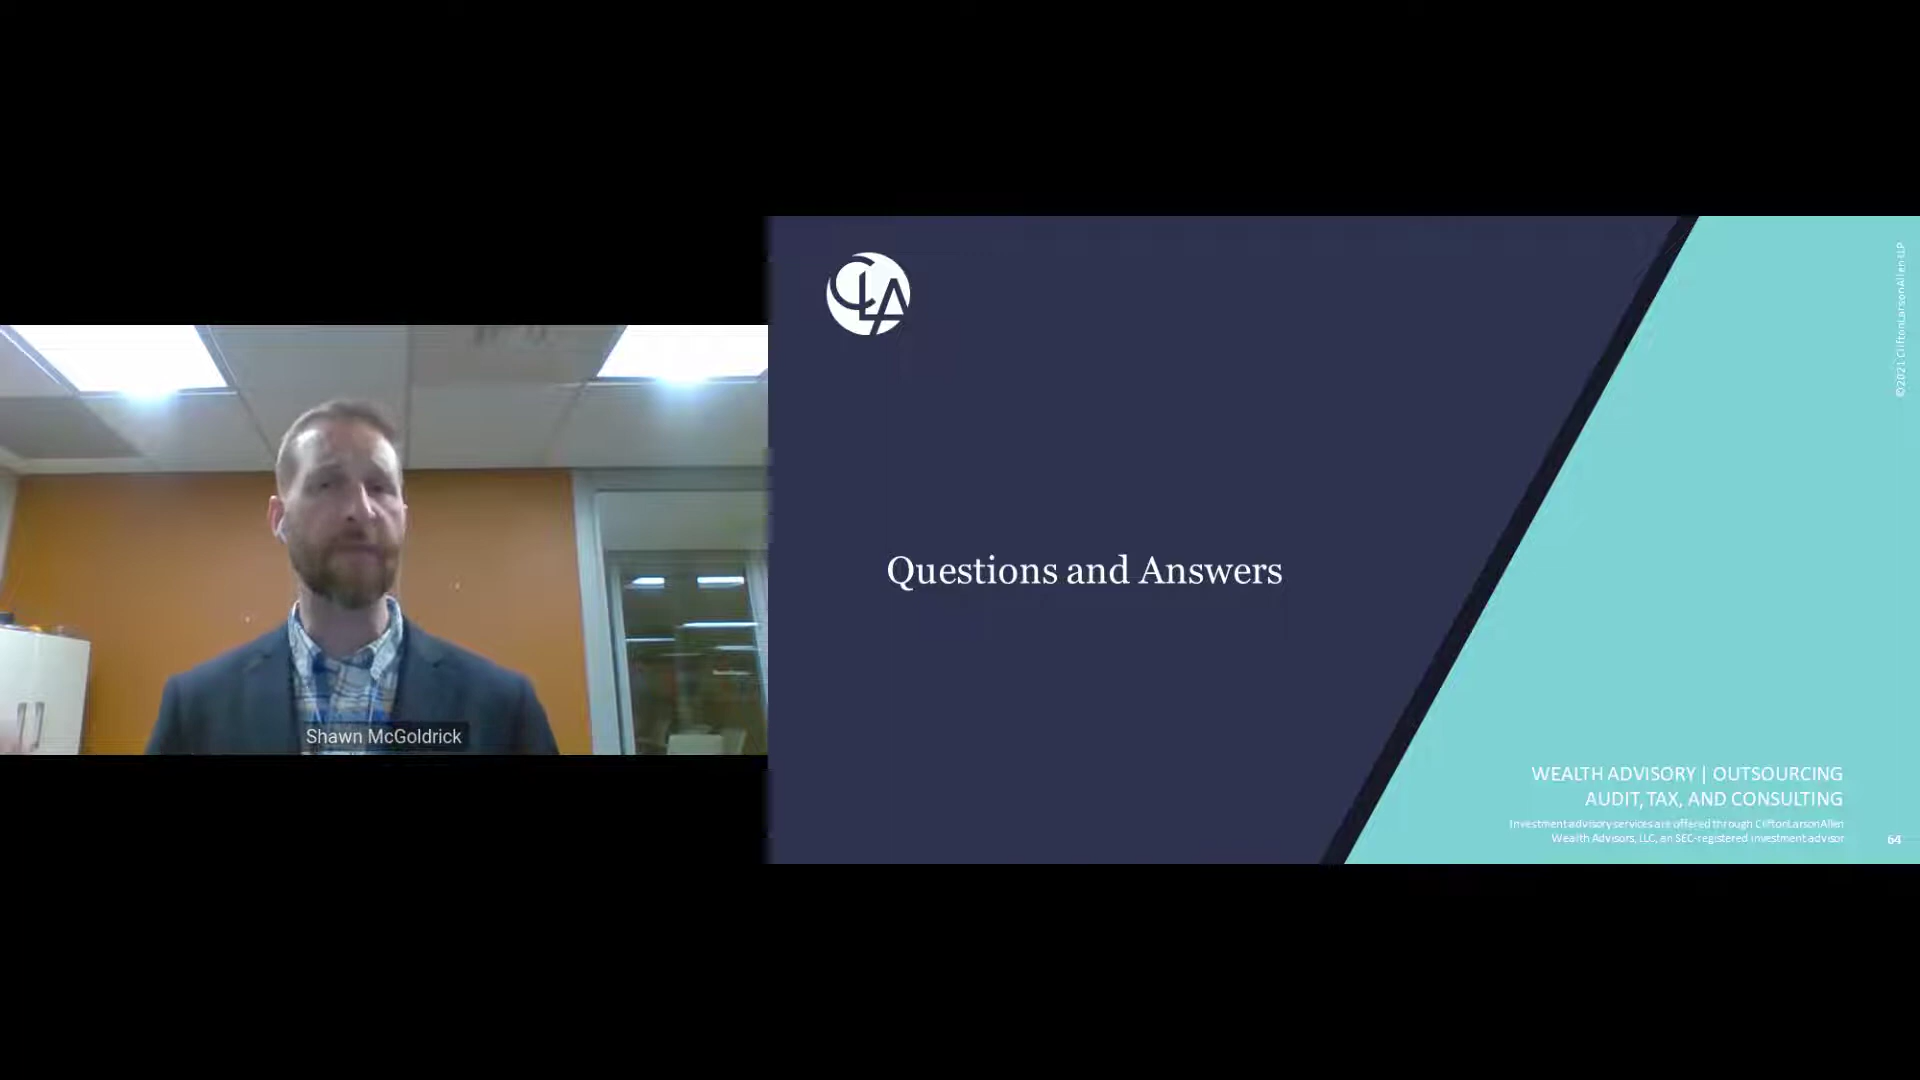 Shawn McGoldrick
CLA
Questions and Answers
©2021 CliftonLarsonAllen LLP
WEALTH ADVISORY | OUTSOURCING
AUDIT, TAX, AND CONSULTING
Investment advisory services are offered through CliftonLarsonAllen
Wealth Advisors, LLC, an SEC-registered investment advisor
64